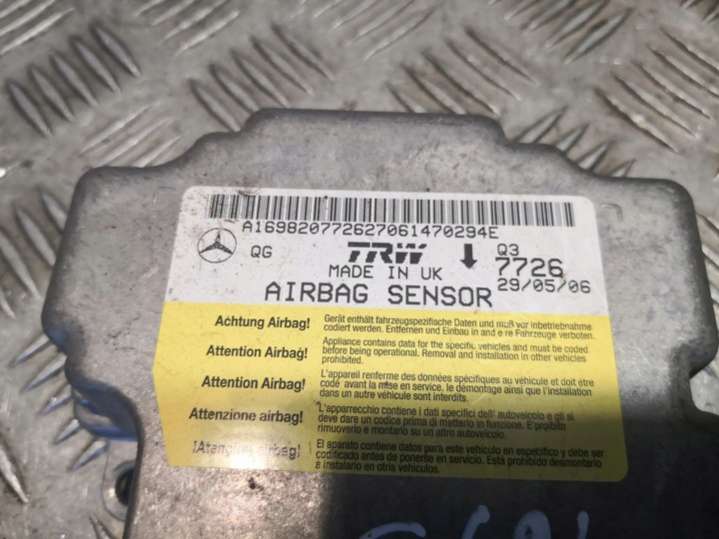 A169820772627061470294E
QG
TRW
Q3
MADE IN UK
7726
AIRBAG SENSOR
29/05/06
Achtung Airbag!
Gerät enthält fahrzeugspezifische Daten und muß vor Inbetriebnahme
codiert werden. Entfernen und Einbau in and e re Fahrzeuge verboten.
Attention Airbag!
Appliance contains data for the specific vehicles and must be coded
before being operational. Removal and installation in other vehicles
prohibited.
Attention Airbag!
L'appareil renferme des données spécifiques au véhicule et doit être
codé avant la mise en service, le démontage ainsi que l'installation
dans un autre véhicule sont interdits.
Attenzione airbag!
L'apparecchio contiene i dati specifici dell' autoveicolo e gli si
deve dare un codice prima di metterlo in funzione. E'proibito
rimuoverlo e montarlo su un altro autoveicolo.
¡Atención airbag!
El aparato contiene datos para este vehículo en específico y debe ser
codificado antes de ponerse en servicio. Está prohibido desmontarlo
e instalarlo en otros vehículos.